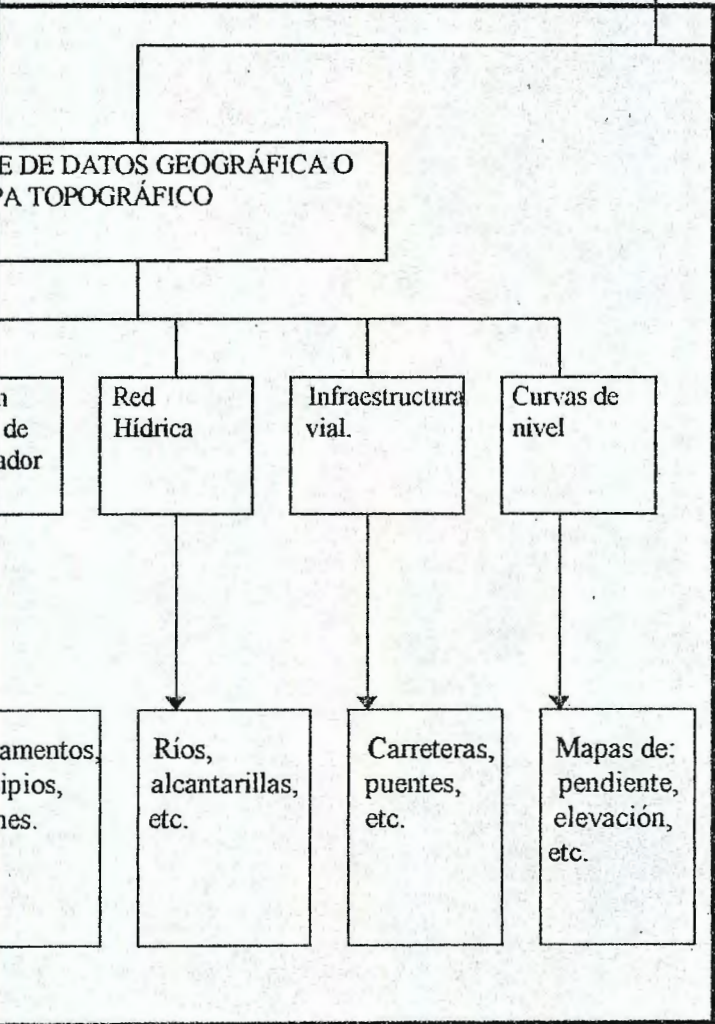 E DE DATOS GEOGRÁFICA O
PA TOPOGRÁFICO
de
ador
Red
Hídrica
Infraestructura
vial.
Curvas de
nivel
amentos,
ipios,
nes.
Ríos,
alcantarillas,
etc.
Carreteras,
puentes,
etc.
Mapas de:
pendiente,
elevación,
etc.